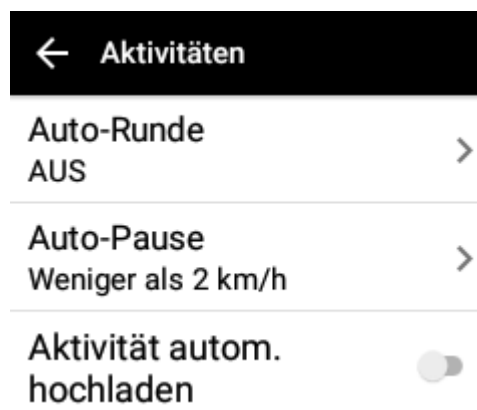 Aktivitäten
Auto-Runde
AUS
Auto-Pause
Weniger als 2 km/h
Aktivität autom.
hochladen